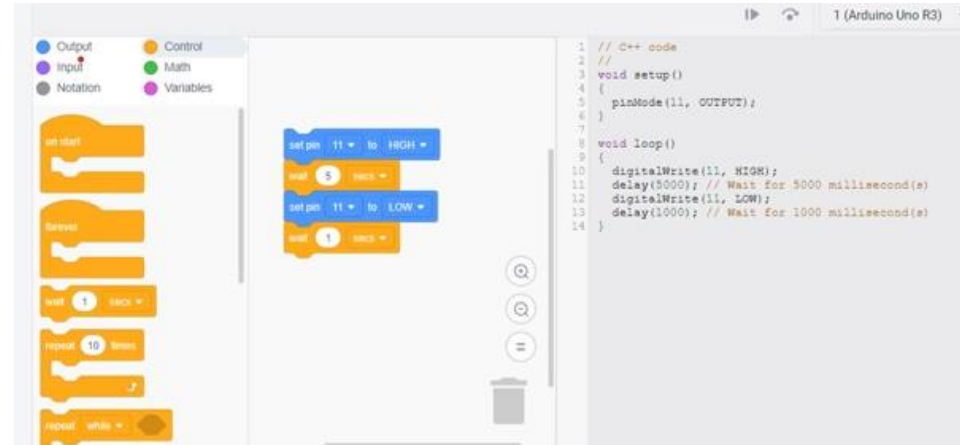 1 (Arduino Uno R3)
Output
Control
Input
Math
Notation
Variables
on start
forever
wait 1 secs
repeat 10 times
repeat while
set pin 11 to HIGH
wait 5 secs
set pin 11 to LOW
wait 1 secs
1 // C++ code
2 //
3 void setup()
4 {
5 pinMode(11, OUTPUT);
6 }
7
8 void loop()
9 {
10 digitalWrite(11, HIGH);
11 delay(5000); // Wait for 5000 millisecond(s)
12 digitalWrite(11, LOW);
13 delay(1000); // Wait for 1000 millisecond(s)
14 }